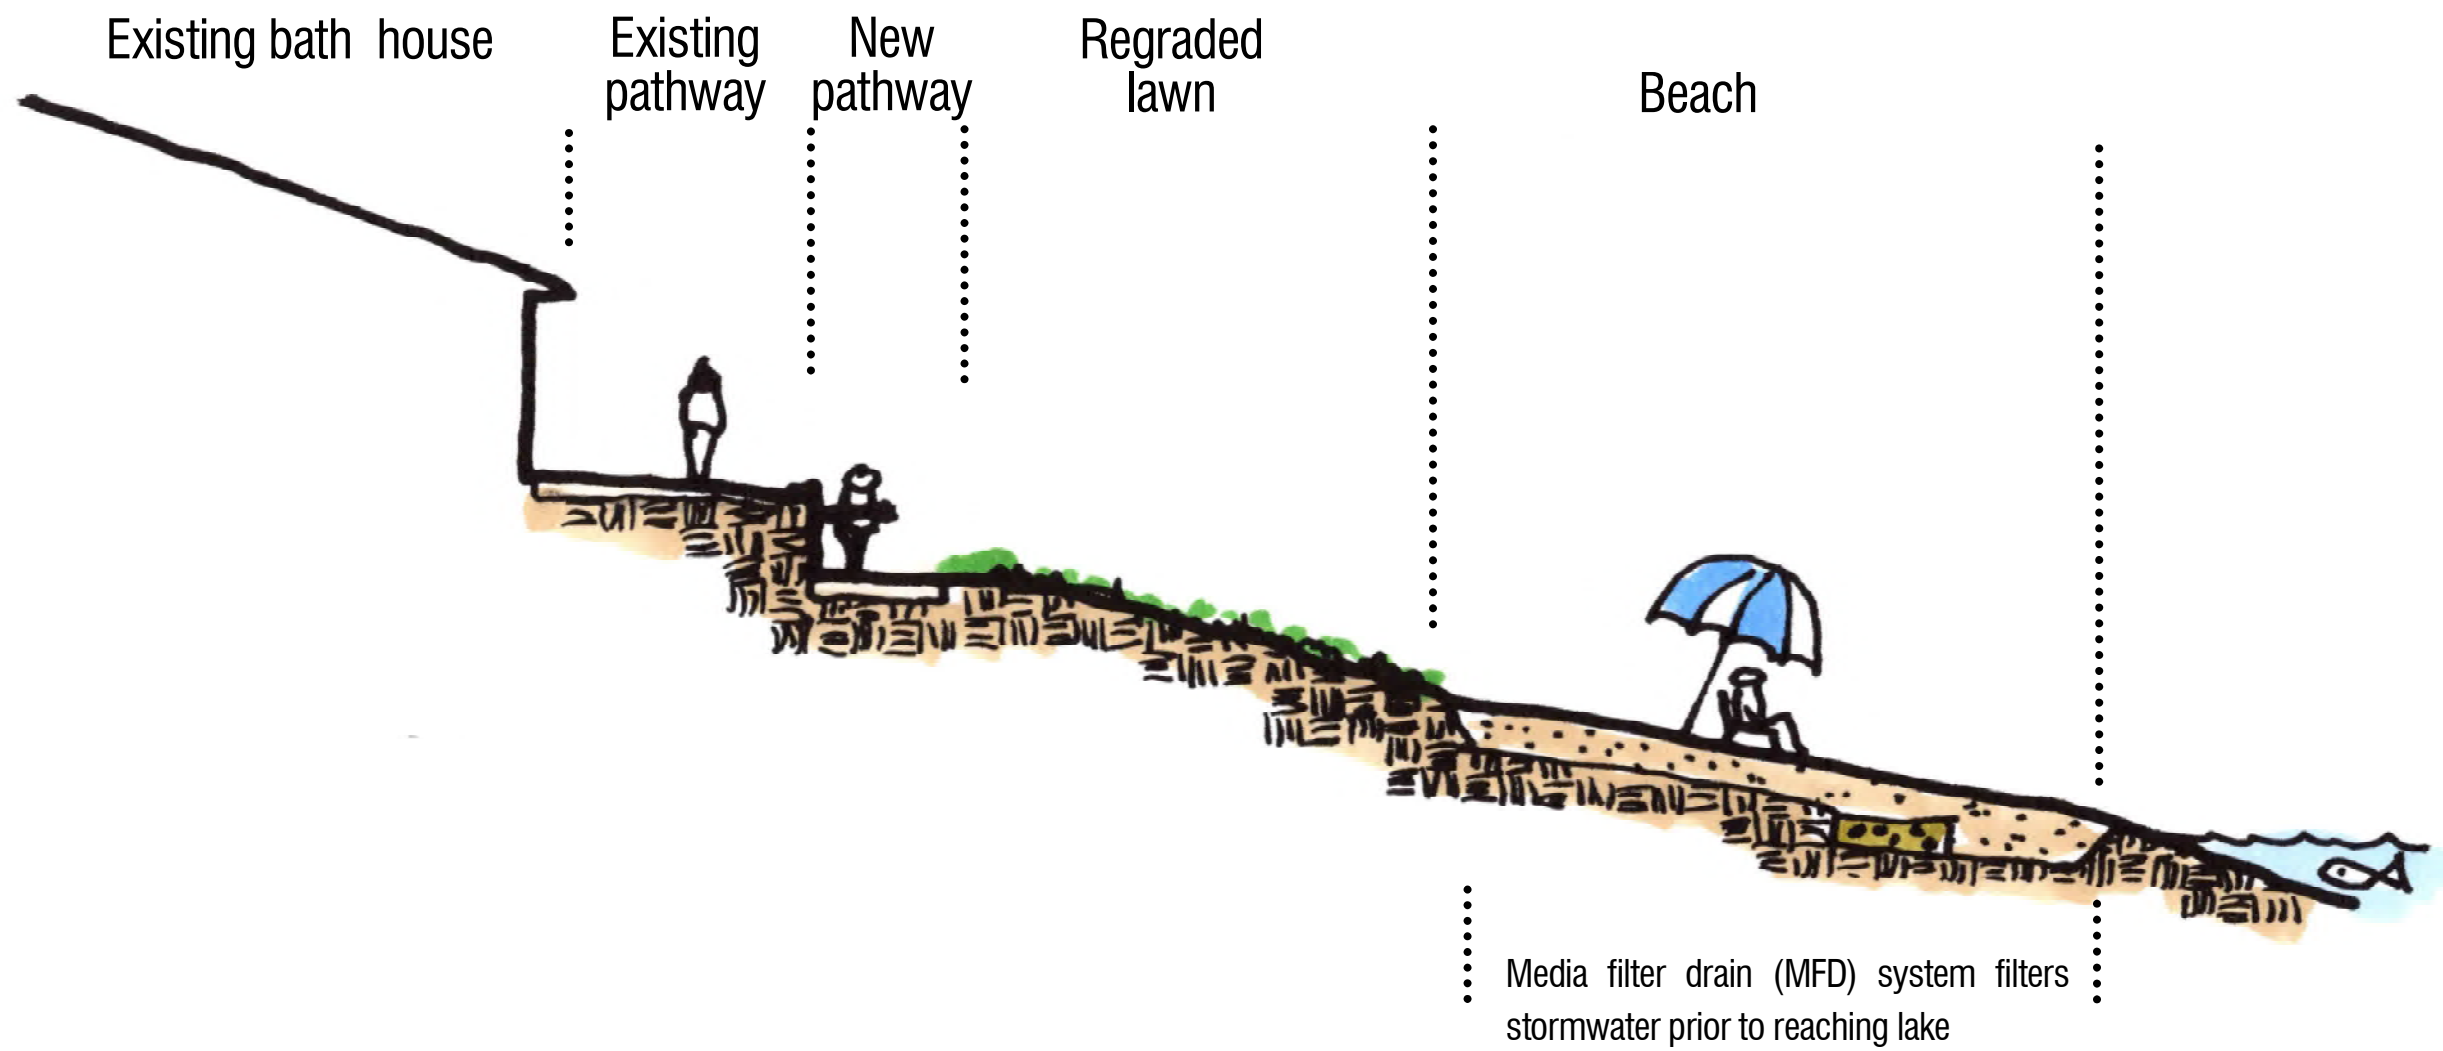 Existing bath house
Existing
pathway
New
pathway
Regraded
lawn
Beach
Media filter drain (MFD) system filters
stormwater prior to reaching lake